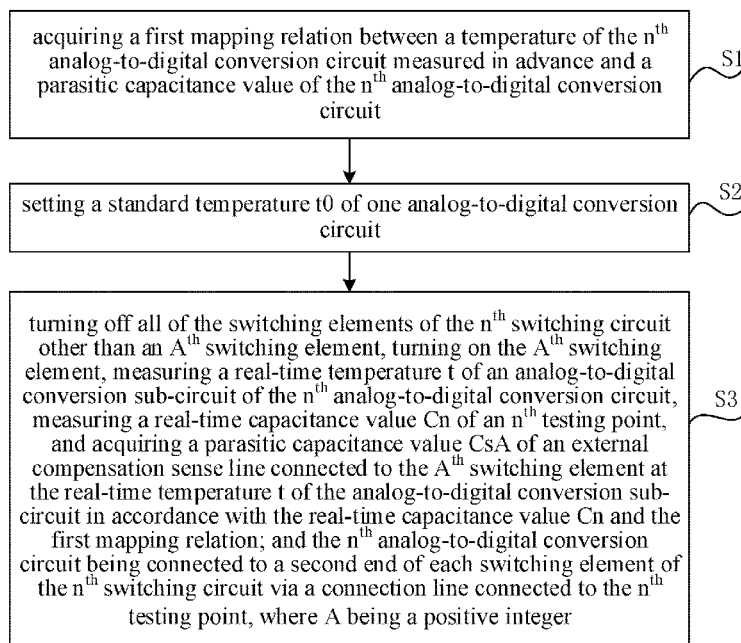 acquiring a first mapping relation between a temperature of the nth
analog-to-digital conversion circuit measured in advance and a
parasitic capacitance value of the nth analog-to-digital conversion
circuit
S1
setting a standard temperature t0 of one analog-to-digital conversion
circuit
S2
turning off all of the switching elements of the nth switching circuit
other than an Ath switching element, turning on the Ath switching
element, measuring a real-time temperature t of an analog-to-digital
conversion sub-circuit of the nth analog-to-digital conversion circuit,
measuring a real-time capacitance value Cn of an nth testing point,
and acquiring a parasitic capacitance value CsA of an external
compensation sense line connected to the Ath switching element at
the real-time temperature t of the analog-to-digital conversion sub-
circuit in accordance with the real-time capacitance value Cn and the
first mapping relation; and the nth analog-to-digital conversion
circuit being connected to a second end of each switching element of
the nth switching circuit via a connection line connected to the nth
testing point, where A being a positive integer
S3